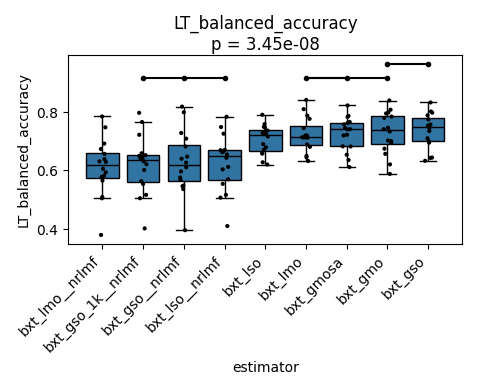 LT_balanced_accuracy
p = 3.45e-08
LT_balanced_accuracy
0.8
0.6
0.4
bxt_lmo__nrlmf
bxt_gso_1k__nrlmf
bxt_gso__nrlmf
bxt_lso__nrlmf
bxt_lso
bxt_lmo
bxt_gmosa
bxt_gmo
bxt_gso
estimator